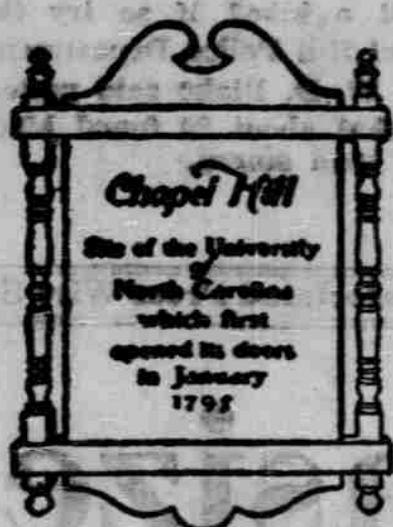 Chapel Hill
Site of the University
of
North Carolina
which first
opened its doors
in January
1795